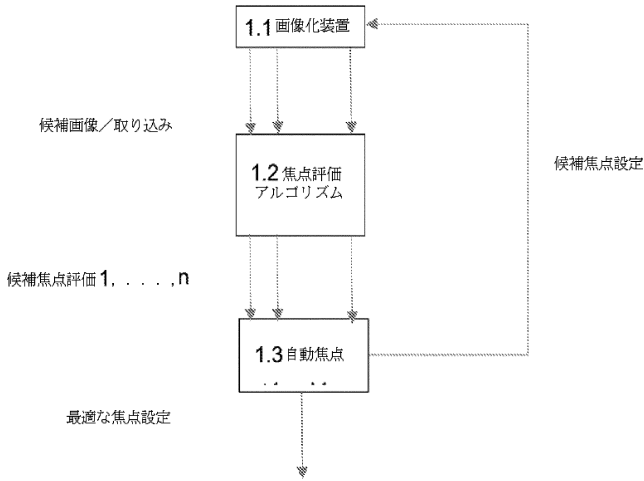 1.1 画像化装置
候補画像/取り込み
1.2 焦点評価
アルゴリズム
候補焦点設定
候補焦点評価 1, . . . . ,n
1.3 自動焦点
最適な焦点設定